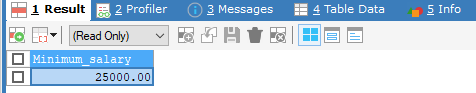 1 Result 2 Profiler 3 Messages 4 Table Data 5 Info
(Read Only)
Minimum_salary
25000.00